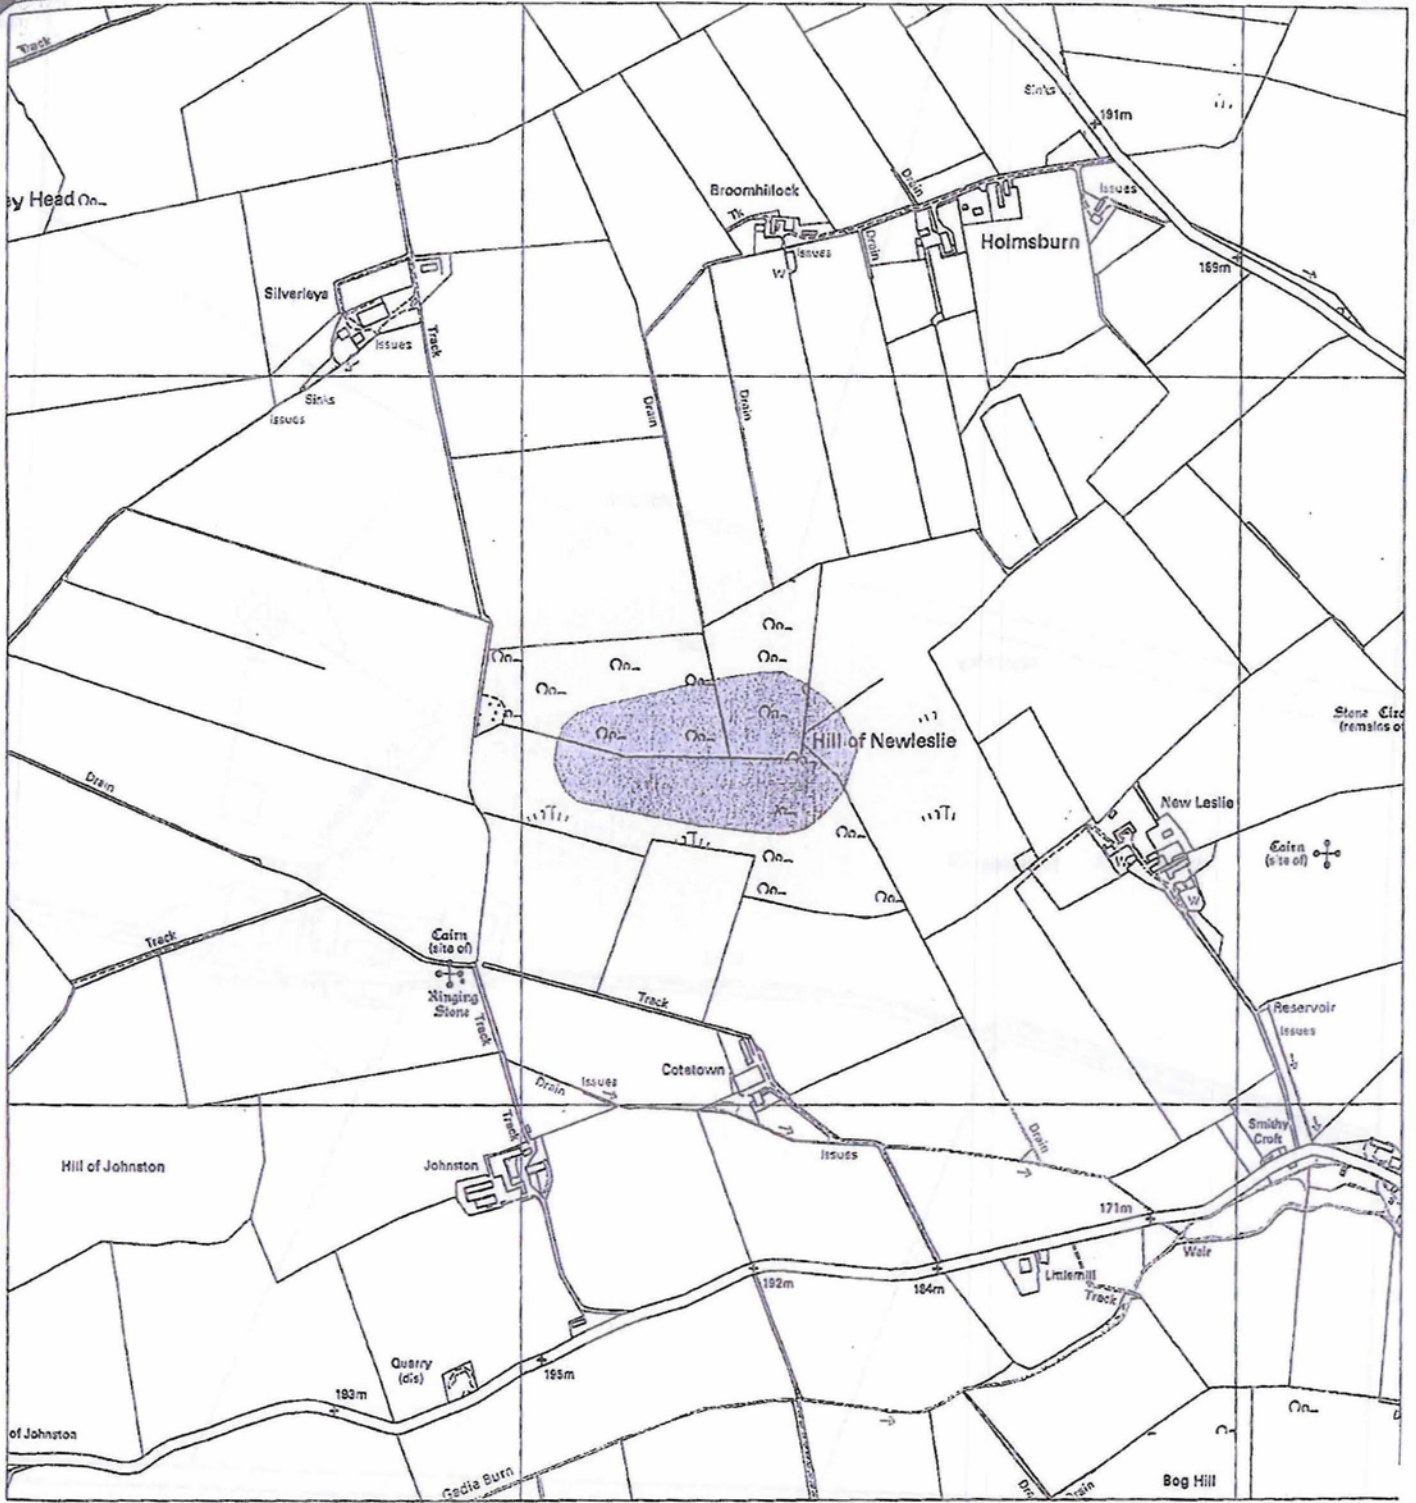 Track
Sinks
191m
ey Head
Broomhillock
Drain
Issues
Tk
Holmsburn
Drain
Issues
W
169m
Silverleys
Issues
Track
Sinks
Issues
Drain
Drain
Stone Circ
(remains o
Hill of Newleslie
Drain
New Leslie
Cairn
(site of)
W
W
Track
Cairn
(site of)
Ringing
Stone
Track
Track
Reservoir
Issues
Cotetown
Drain
Issues
Track
Smithy
Croft
Drain
Issues
Hill of Johnston
Johnston
171m
Weir
192m
184m
Littlemill
Track
Quarry
(dis)
195m
193m
of Johnston
Gadie Burn
Drain
Bog Hill